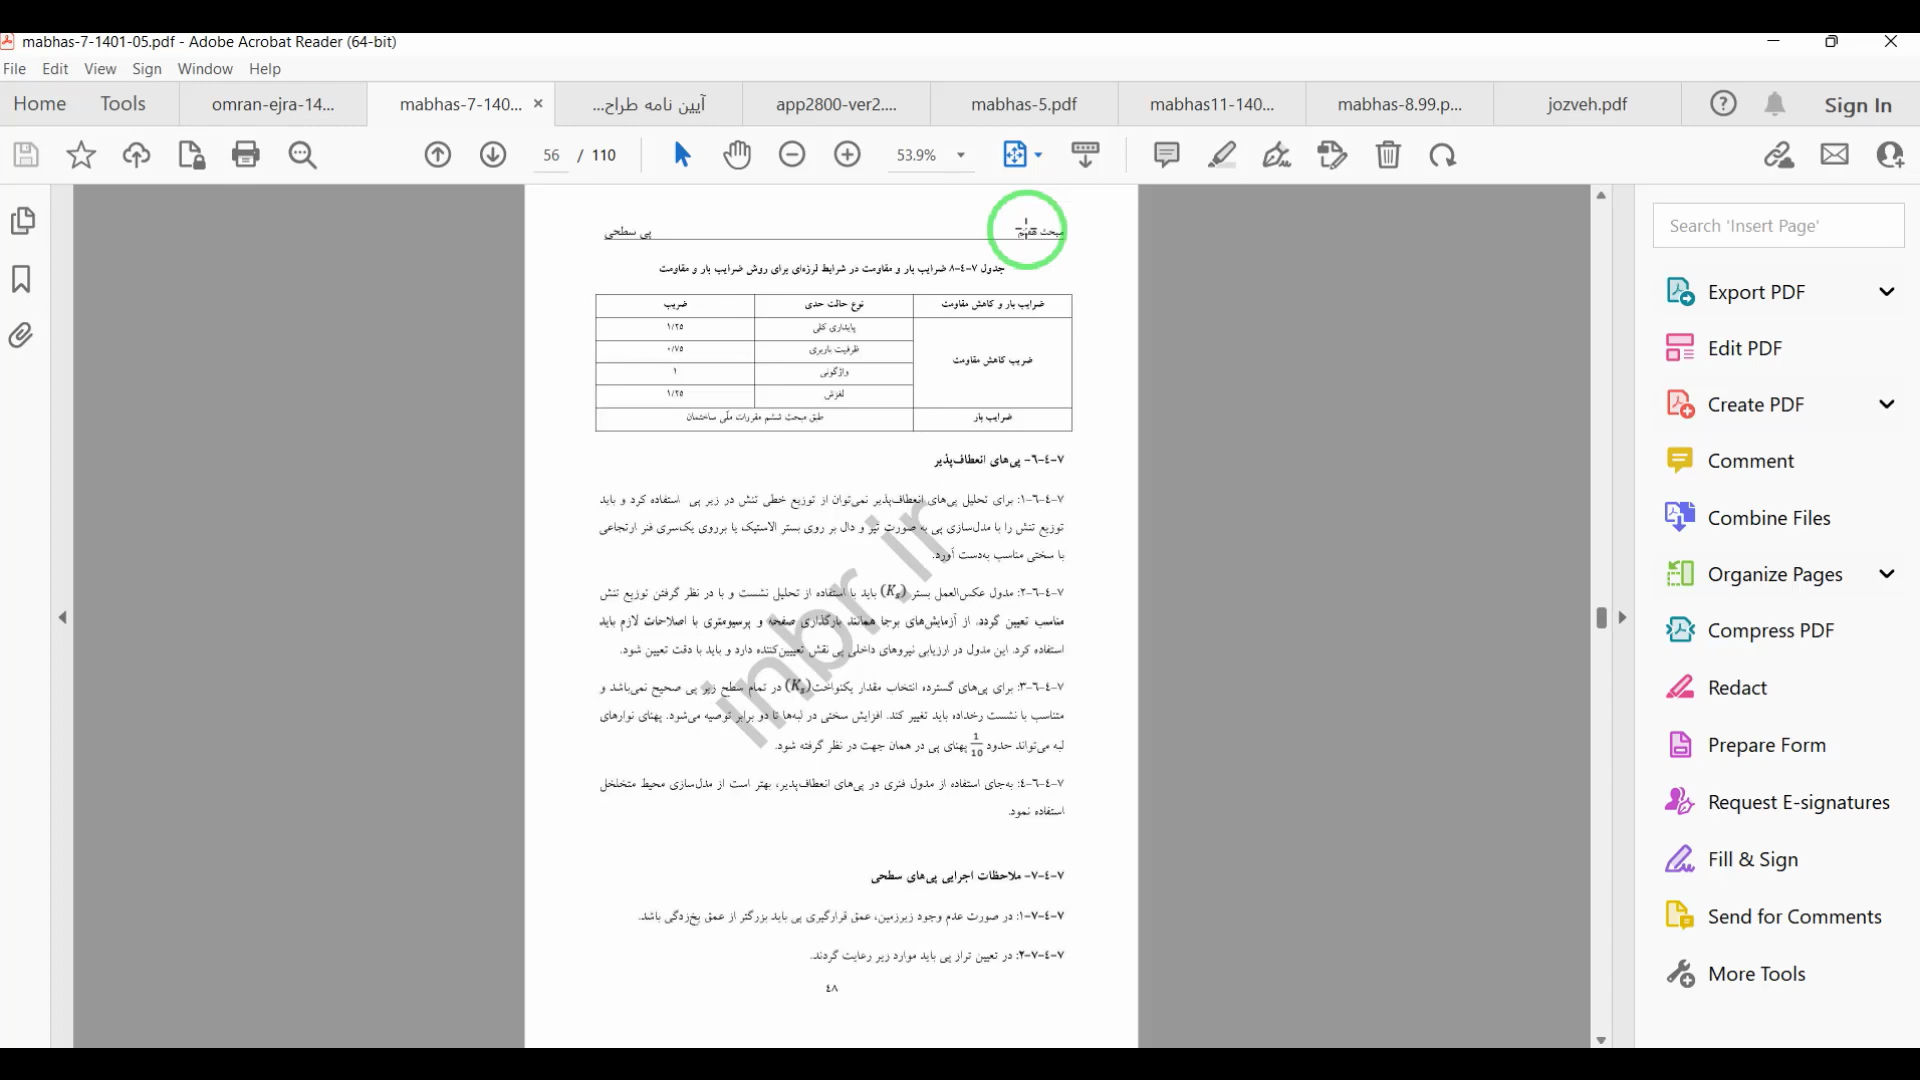 mabhas-7-1401-05.pdf - Adobe Acrobat Reader (64-bit)
File Edit View Sign Window Help
Home Tools omran-ejra-14... mabhas-7-140... آیین نامه طراح... app2800-ver2.... mabhas-5.pdf mabhas11-140... mabhas-8.99.p... jozveh.pdf Sign In
56 / 110 53.9%
مبحث هفتم پی سطحی
جدول ۷-۴-۸ ضرایب بار و مقاومت در شرایط لرزه‌ای برای روش ضرایب بار و مقاومت
ضرایب بار و کاهش مقاومت نوع حالت حدی ضریب
ضریب کاهش مقاومت
پایداری کلی ۱/۲۵
ظرفیت باربری ۰/۷۵
واژگونی ۱
لغزش ۱/۲۵
ضرایب بار طبق مبحث ششم مقررات ملّی ساختمان
۷-۴-۶- پی‌های انعطاف‌پذیر
۷-۴-۶-۱: برای تحلیل پی‌های انعطاف‌پذیر نمی‌توان از توزیع خطی تنش در زیر پی استفاده کرد و باید
توزیع تنش را با مدل‌سازی پی به صورت تیر و دال بر روی بستر الاستیک یا برروی یک‌سری فنر ارتجاعی
با سختی مناسب به‌دست آورد.
۷-۴-۶-۲: مدول عکس‌العمل بستر (Ks) باید با استفاده از تحلیل نشست و با در نظر گرفتن توزیع تنش
مناسب تعیین گردد. از آزمایش‌های برجا همانند بارگذاری صفحه و پرسیومتری با اصلاحات لازم باید
استفاده کرد. این مدول در ارزیابی نیروهای داخلی پی نقش تعییین‌کننده دارد و باید با دقت تعیین شود.
۷-۴-۶-۳: برای پی‌های گسترده انتخاب مقدار یکنواخت (Ks) در تمام سطح زیر پی صحیح نمی‌باشد و
متناسب با نشست رخداده باید تغییر کند. افزایش سختی در لبه‌ها تا دو برابر توصیه می‌شود. پهنای نوارهای
لبه می‌تواند حدود 1/10 پهنای پی در همان جهت در نظر گرفته شود.
۷-۴-۶-۴: به‌جای استفاده از مدول فنری در پی‌های انعطاف‌پذیر، بهتر است از مدل‌سازی محیط متخلخل
استفاده نمود.
۷-۴-۷- ملاحظات اجرایی پی‌های سطحی
۷-۴-۷-۱: در صورت عدم وجود زیرزمین، عمق قرارگیری پی باید بزرگتر از عمق یخ‌زدگی باشد.
۷-۴-۷-۲: در تعیین تراز پی باید موارد زیر رعایت گردند.
۴۸
inbr.ir
Search 'Insert Page'
Export PDF
Edit PDF
Create PDF
Comment
Combine Files
Organize Pages
Compress PDF
Redact
Prepare Form
Request E-signatures
Fill & Sign
Send for Comments
More Tools